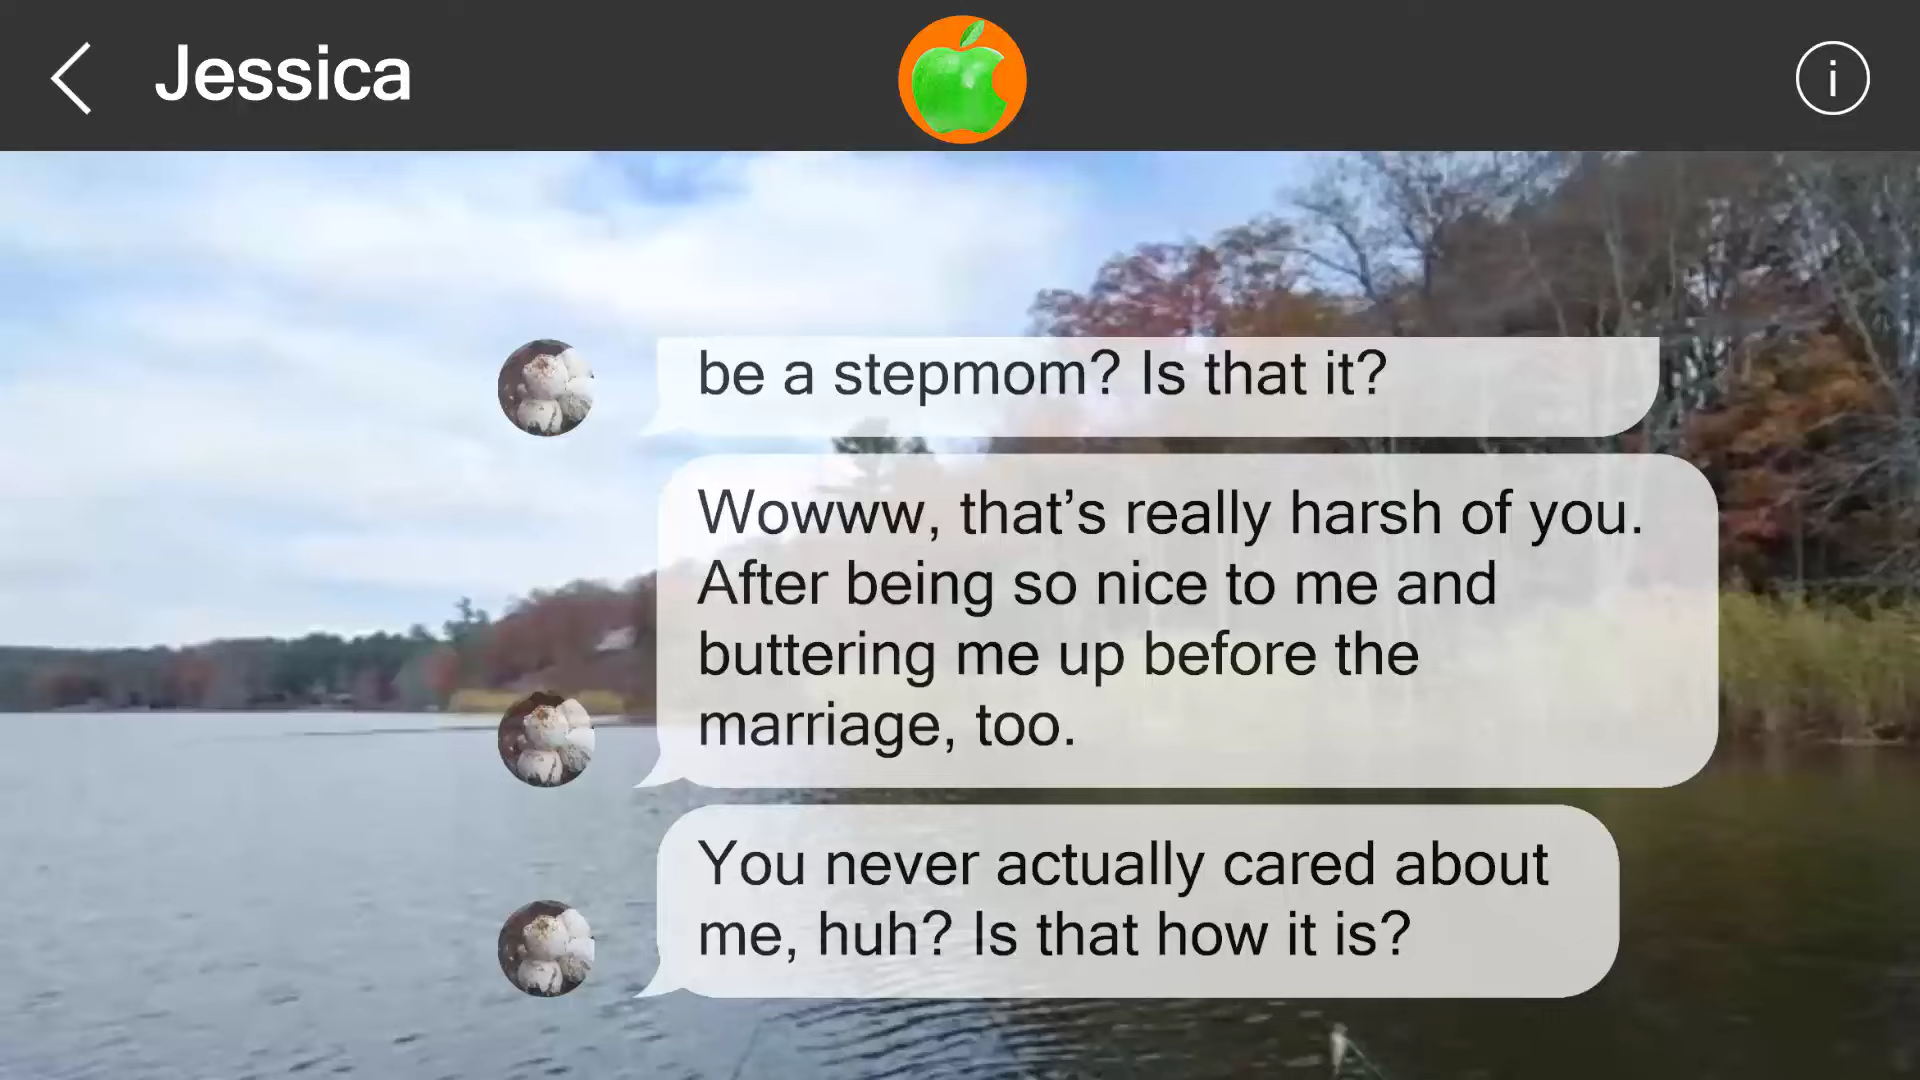 Jessica
i
be a stepmom? Is that it?
Wowww, that’s really harsh of you.
After being so nice to me and
buttering me up before the
marriage, too.
You never actually cared about
me, huh? Is that how it is?